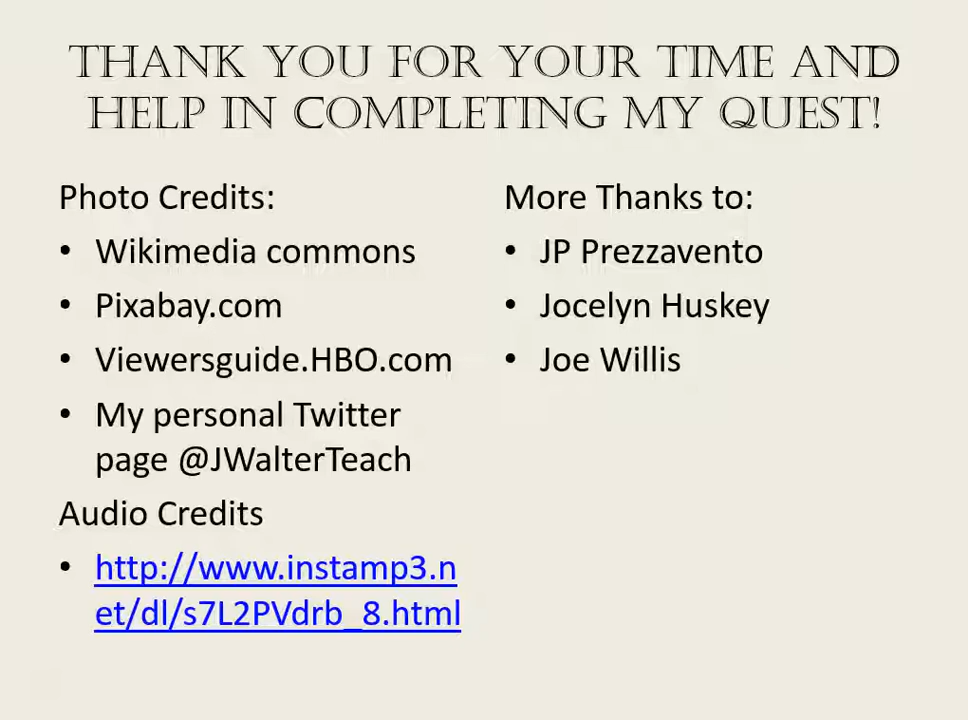 THANK YOU FOR YOUR TIME AND
HELP IN COMPLETING MY QUEST!
Photo Credits:
• Wikimedia commons
• Pixabay.com
• Viewersguide.HBO.com
• My personal Twitter
page @JWalterTeach
Audio Credits
• http://www.instamp3.n
et/dl/s7L2PVdrb_8.html
More Thanks to:
• JP Prezzavento
• Jocelyn Huskey
• Joe Willis